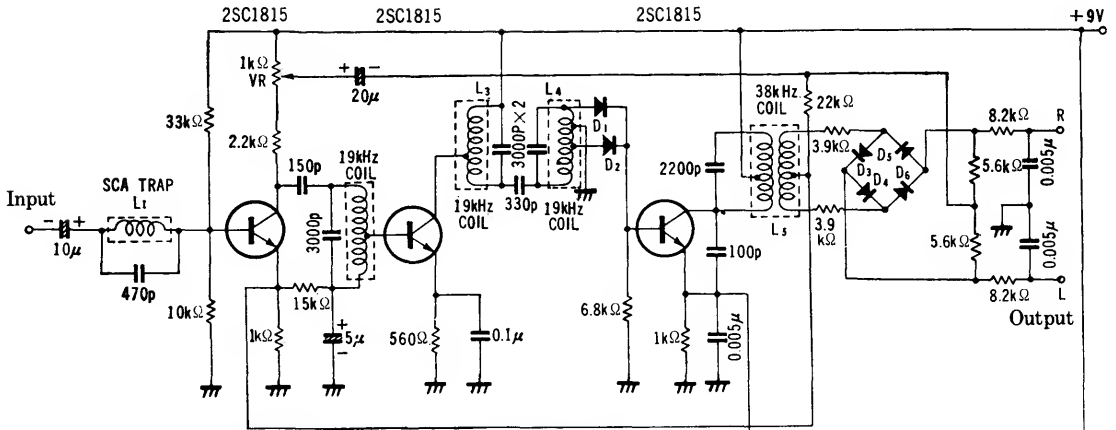 2SC1815 2SC1815 2SC1815
+9V
1kΩ
VR
+ −
20μ
33kΩ
2.2kΩ
150p
19kHz
COIL
SCA TRAP
L1
Input
− +
10μ
470p
3000p
10kΩ
15kΩ
1kΩ
+
5μ
−
L3
L4
3000P×2
19kHz
COIL
330p
19kHz
COIL
D1
D2
560Ω
0.1μ
6.8kΩ
38kHz
COIL
22kΩ
2200p
L5
100p
1kΩ
0.005μ
3.9kΩ
3.9
kΩ
D5
D3
D4
D6
8.2kΩ
R
5.6kΩ
0.005μ
5.6kΩ
0.005μ
8.2kΩ
L
Output